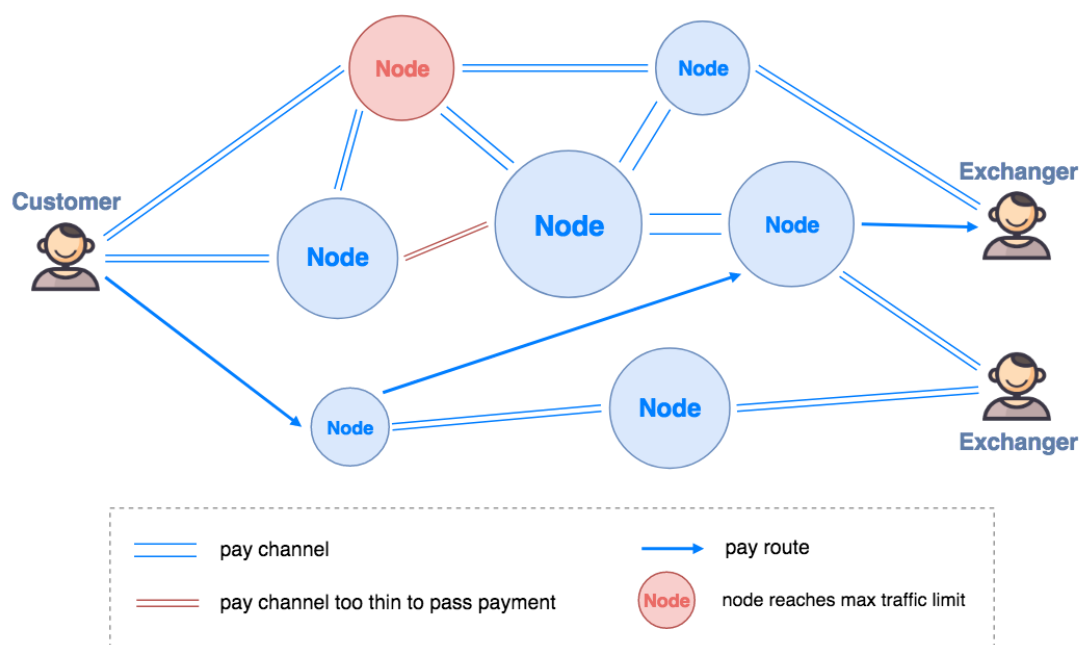 Node
Node
Exchanger
Customer
Node
Node
Node
Node
Node
Exchanger
pay channel
pay route
pay channel too thin to pass payment
Node
node reaches max traffic limit